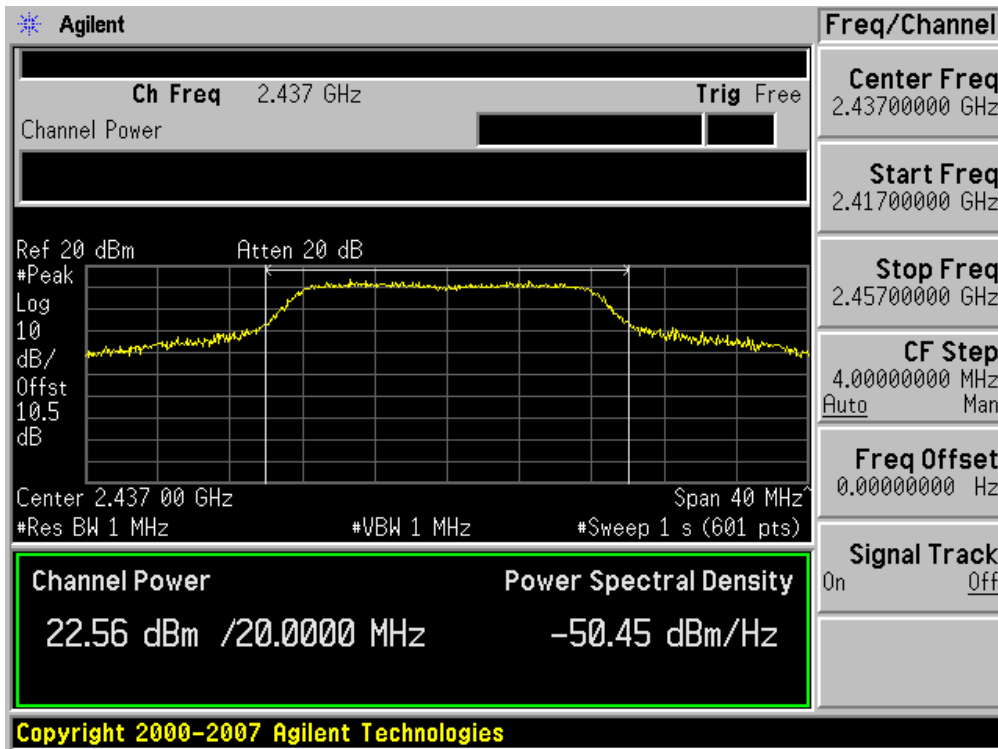 Agilent
Freq/Channel
Ch Freq 2.437 GHz Trig Free
Channel Power
Center Freq
2.43700000 GHz
Start Freq
2.41700000 GHz
Stop Freq
2.45700000 GHz
CF Step
4.00000000 MHz
Auto Man
Freq Offset
0.00000000 Hz
Signal Track
On Off
Ref 20 dBm Atten 20 dB
#Peak
Log
10
dB/
Offst
10.5
dB
Center 2.437 00 GHz Span 40 MHz^
#Res BW 1 MHz #VBW 1 MHz #Sweep 1 s (601 pts)
Channel Power Power Spectral Density
22.56 dBm /20.0000 MHz -50.45 dBm/Hz
Copyright 2000-2007 Agilent Technologies